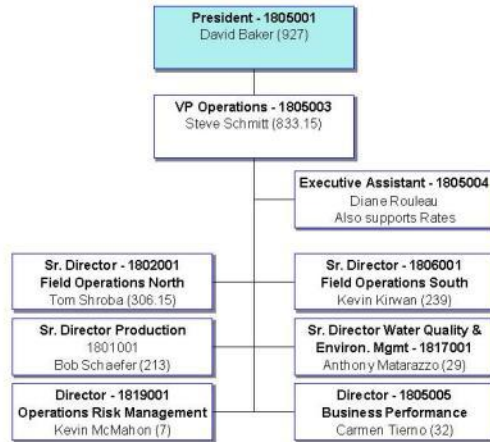 President - 1805001
David Baker (927)
VP Operations - 1805003
Steve Schmitt (833.15)
Executive Assistant - 1805004
Diane Rouleau
Also supports Rates
Sr. Director - 1802001
Field Operations North
Tom Shroba (306.15)
Sr. Director - 1806001
Field Operations South
Kevin Kirwan (239)
Sr. Director Production
1801001
Bob Schaefer (213)
Sr. Director Water Quality &
Environ. Mgmt - 1817001
Anthony Matarazzo (29)
Director - 1819001
Operations Risk Management
Kevin McMahon (7)
Director - 1805005
Business Performance
Carmen Tierno (32)